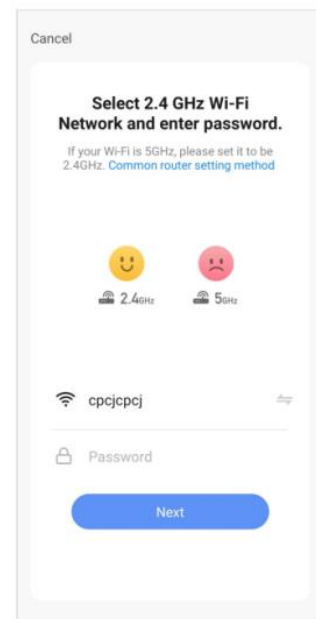 Cancel
Select 2.4 GHz Wi-Fi
Network and enter password.
If your Wi-Fi is 5GHz, please set it to be
2.4GHz. Common router setting method
2.4GHz 5GHz
cpcjcpcj
Password
Next